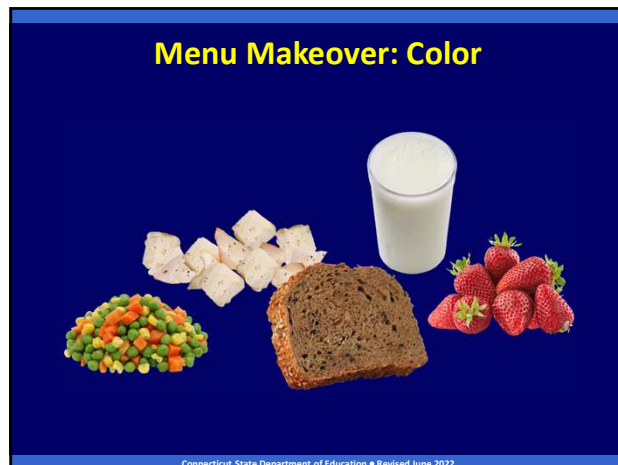 Menu Makeover: Color
Connecticut State Department of Education • Revised June 2022